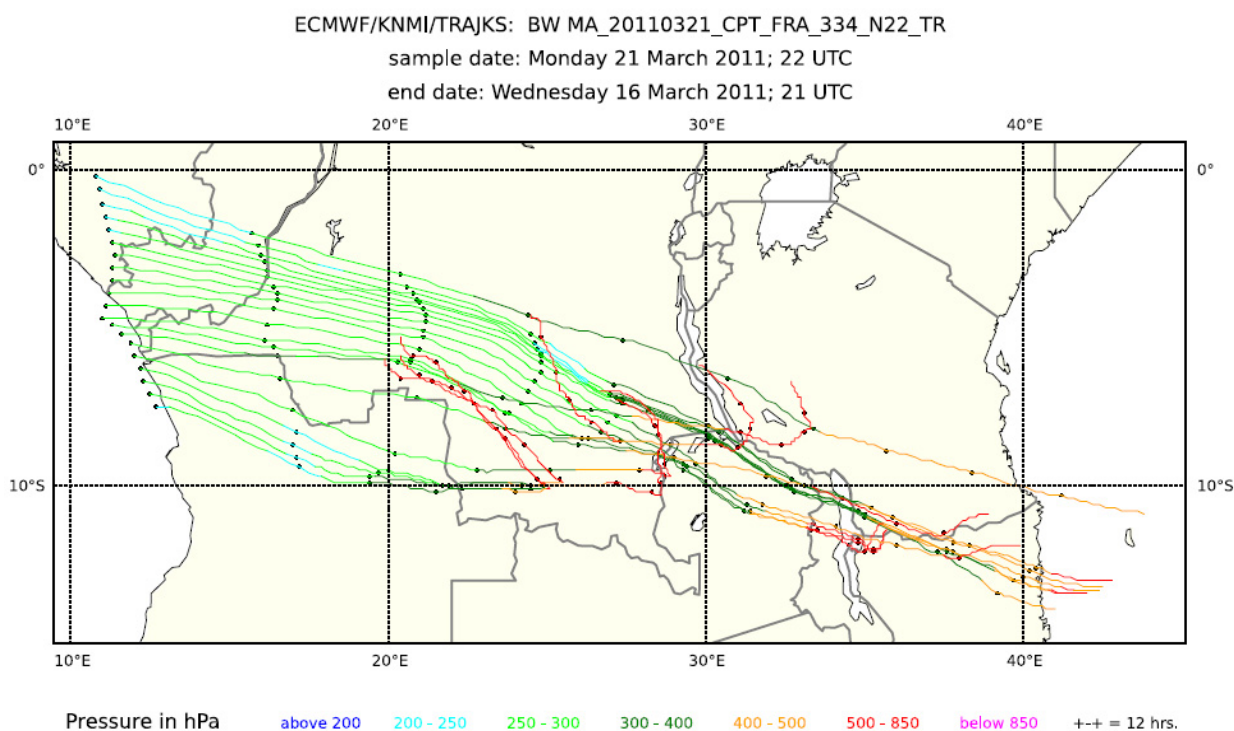 ECMWF/KNMI/TRAJKS: BW MA_20110321_CPT_FRA_334_N22_TR
sample date: Monday 21 March 2011; 22 UTC
end date: Wednesday 16 March 2011; 21 UTC
10°E 20°E 30°E 40°E
0° 0°
10°S 10°S
10°E 20°E 30°E 40°E
Pressure in hPa above 200 200 - 250 250 - 300 300 - 400 400 - 500 500 - 850 below 850 +-+ = 12 hrs.